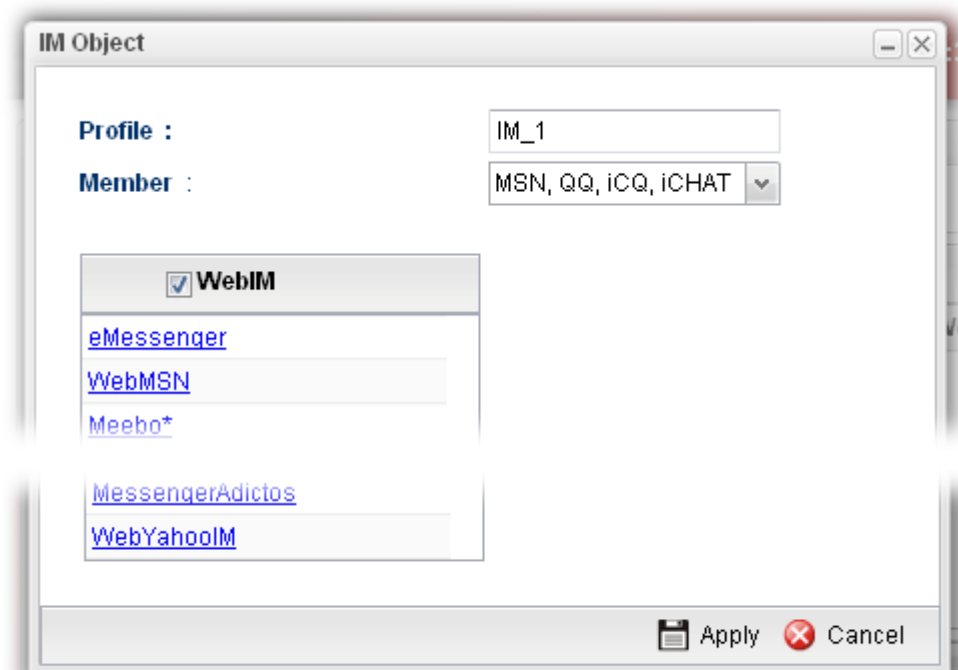 IM Object
Profile :
IM_1
Member :
MSN, QQ, iCQ, iCHAT
WebIM
eMessenger
WebMSN
Meebo*
MessengerAdictos
WebYahooIM
Apply
Cancel